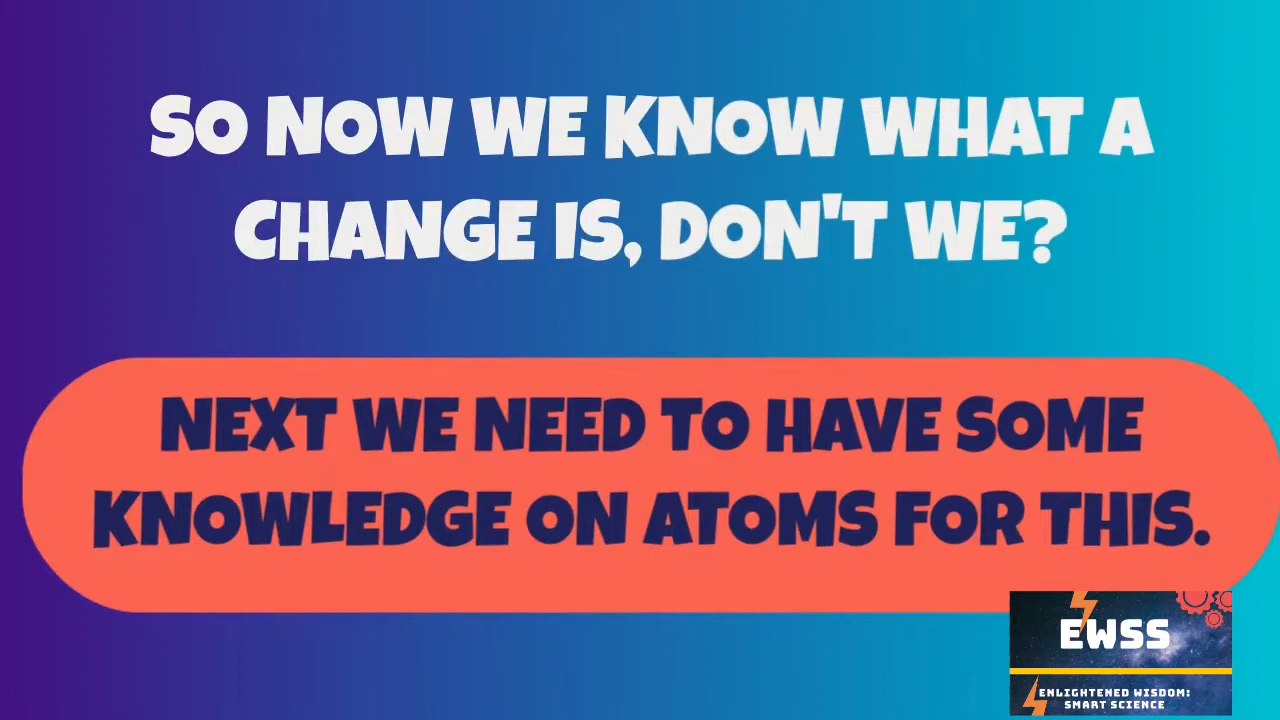 SO NOW WE KNOW WHAT A
CHANGE IS, DON'T WE?
NEXT WE NEED TO HAVE SOME
KNOWLEDGE ON ATOMS FOR THIS.
EWSS
ENLIGHTENED WISDOM:
SMART SCIENCE